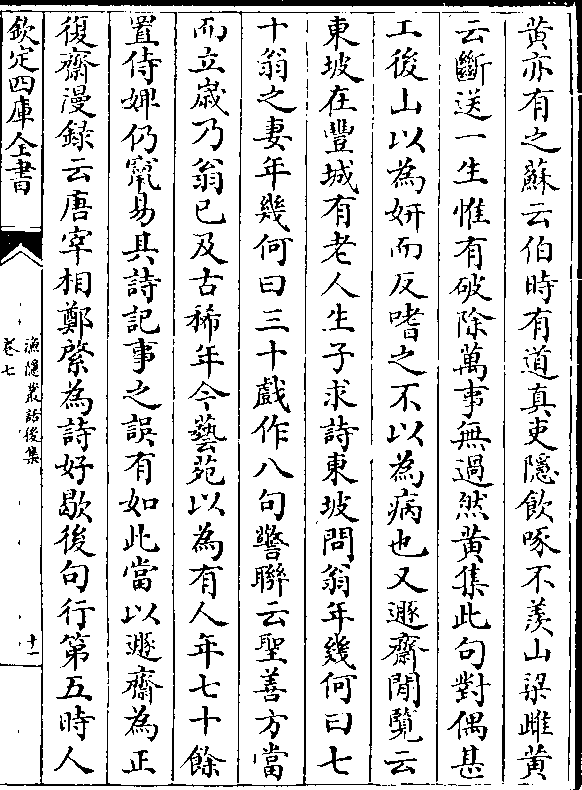 黄亦有之蘇云伯時有道真吏隱飲啄不羨山梁雌黄
云斷送一生惟有破除萬事無過然黄集此句對偶甚
工後山以為妍而反嗜之不以為病也又遯齋閒覽云
東坡在豐城有老人生子求詩東坡問翁年幾何曰七
十翁之妻年幾何曰三十戲作八句警聯云聖善方當
而立歲乃翁已及古稀年今藝苑以為有人年七十餘
置侍婢仍竄易其詩記事之誤有如此當以遯齋為正
復齋漫錄云唐宰相鄭綮為詩好歇後句行第五時人
欽定四庫全書
漁隱叢話後集
卷七
十一